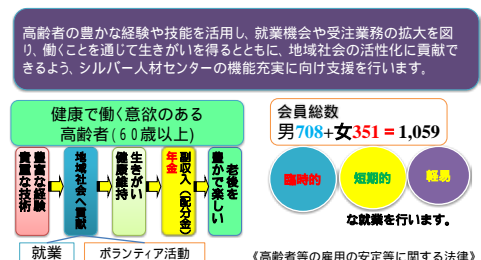 高齢者の豊かな経験や技能を活用し、就業機会や受注業務の拡大を図
り、働くことを通じて生きがいを得るとともに、地域社会の活性化に貢献で
きるよう、シルバー人材センターの機能充実に向け支援を行います。
健康で働く意欲のある
高齢者(60歳以上)
豊富な経験
貴重な技術
地域社会へ貢献
生きがい
健康維持
副収入(配分金)
年金
老後を
豊かで楽しい
就業
ボランティア活動
会員総数
男708+女351＝1,059
臨時的
短期的
軽易
な就業を行います。
《高齢者等の雇用の安定等に関する法律》